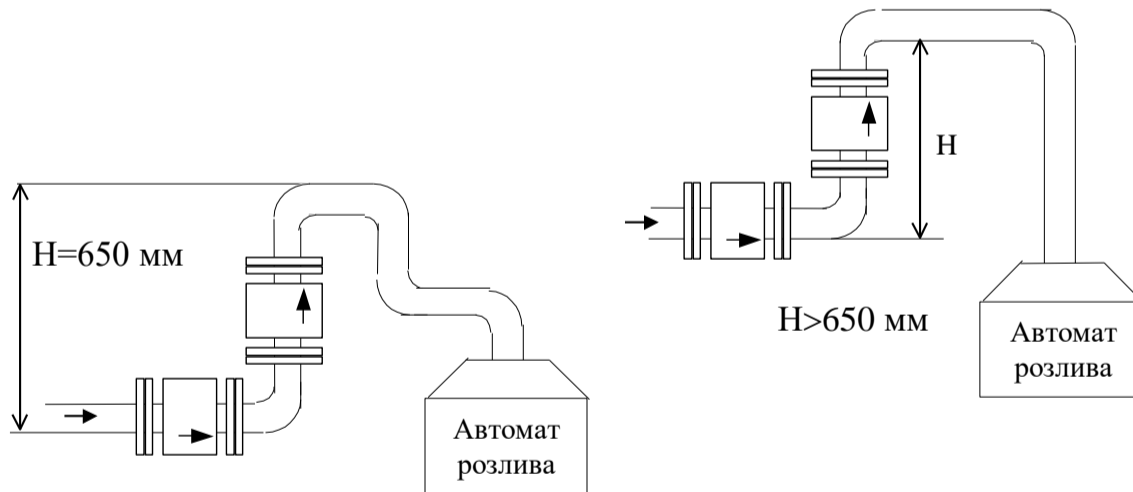 H=650 мм
Автомат
розлива
H
H>650 мм
Автомат
розлива